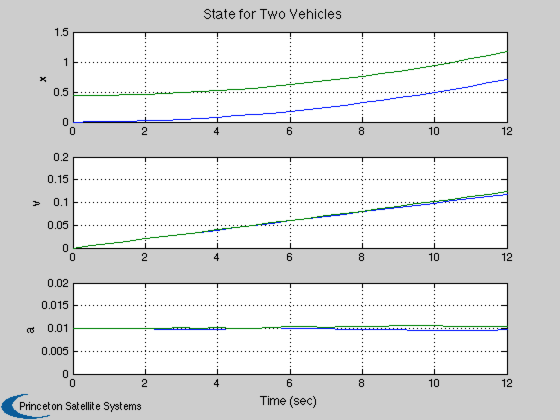 State for Two Vehicles
1.5
1
0.5
0
x
0 2 4 6 8 10 12
0.2
0.15
0.1
0.05
0
v
0 2 4 6 8 10 12
0.02
0.015
0.01
0.005
0
a
0 2 4 6 8 10 12
Time (sec)
Princeton Satellite Systems